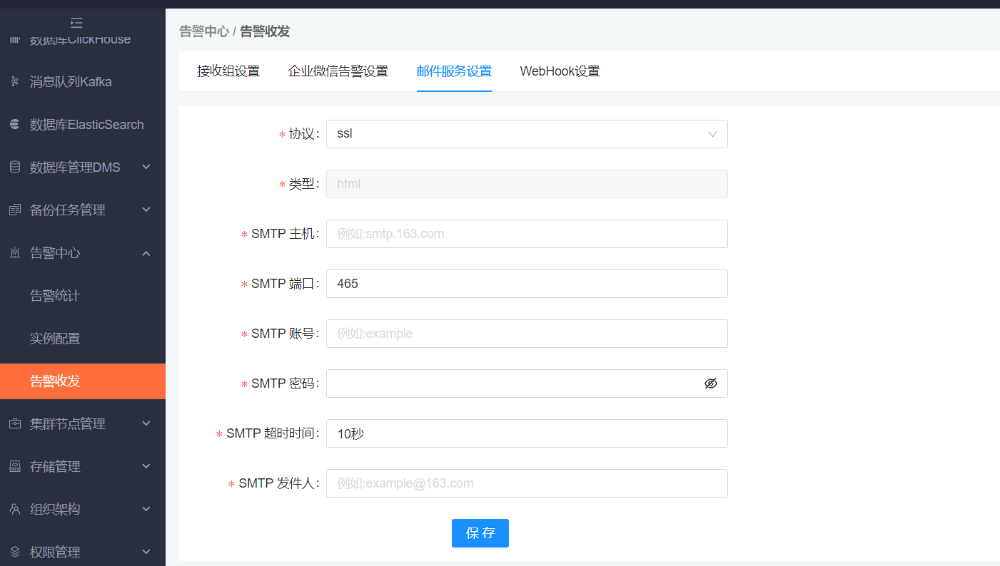 数据库ClickHouse
消息队列Kafka
数据库ElasticSearch
数据库管理DMS
备份任务管理
告警中心
告警统计
实例配置
告警收发
集群节点管理
存储管理
组织架构
权限管理
告警中心 / 告警收发
接收组设置 企业微信告警设置 邮件服务设置 WebHook设置
* 协议: ssl
* 类型: html
* SMTP 主机: 例如:smtp.163.com
* SMTP 端口: 465
* SMTP 账号: 例如:example
* SMTP 密码:
* SMTP 超时时间: 10秒
* SMTP 发件人: 例如:example@163.com
保 存